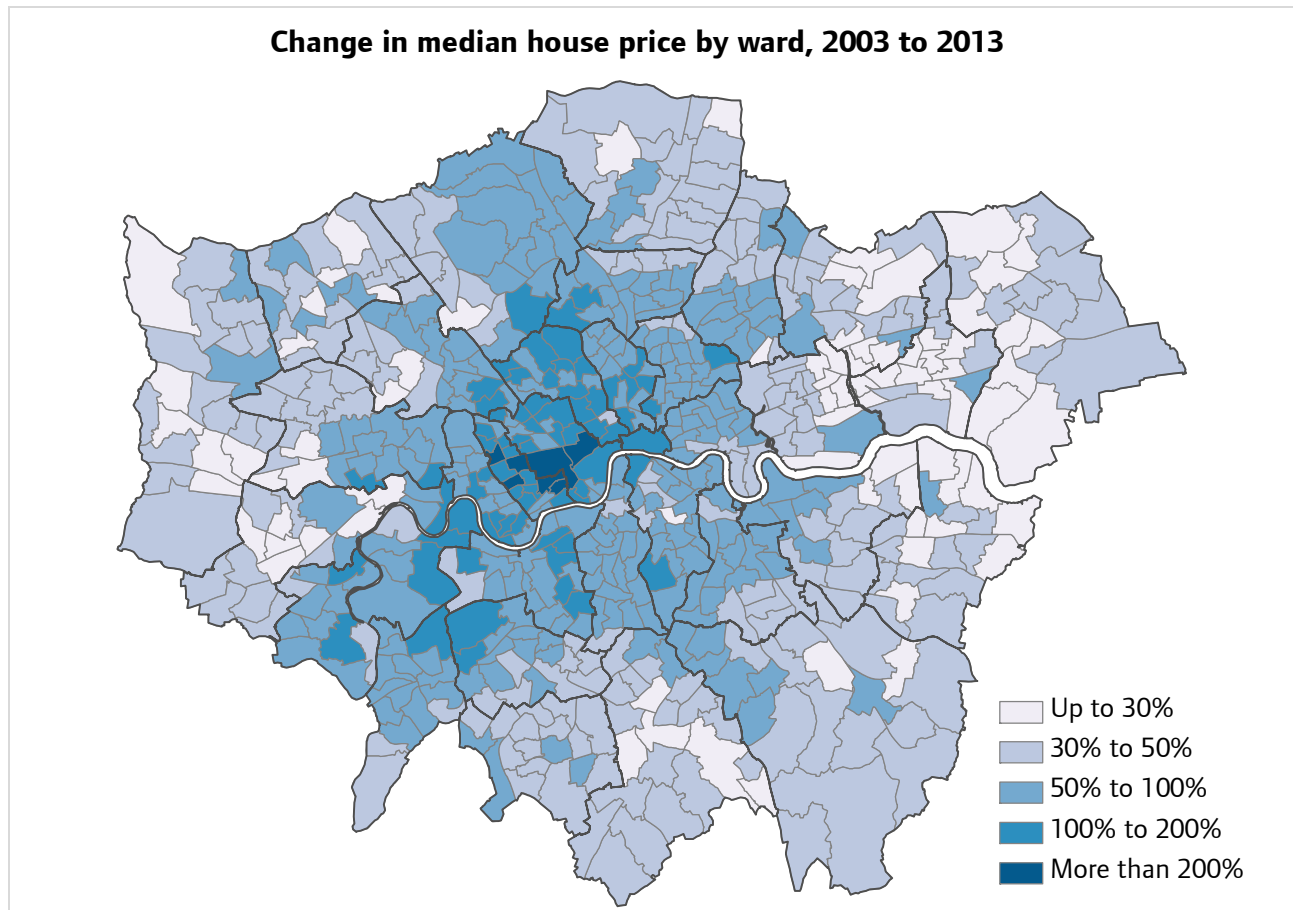 Change in median house price by ward, 2003 to 2013
Up to 30%
30% to 50%
50% to 100%
100% to 200%
More than 200%